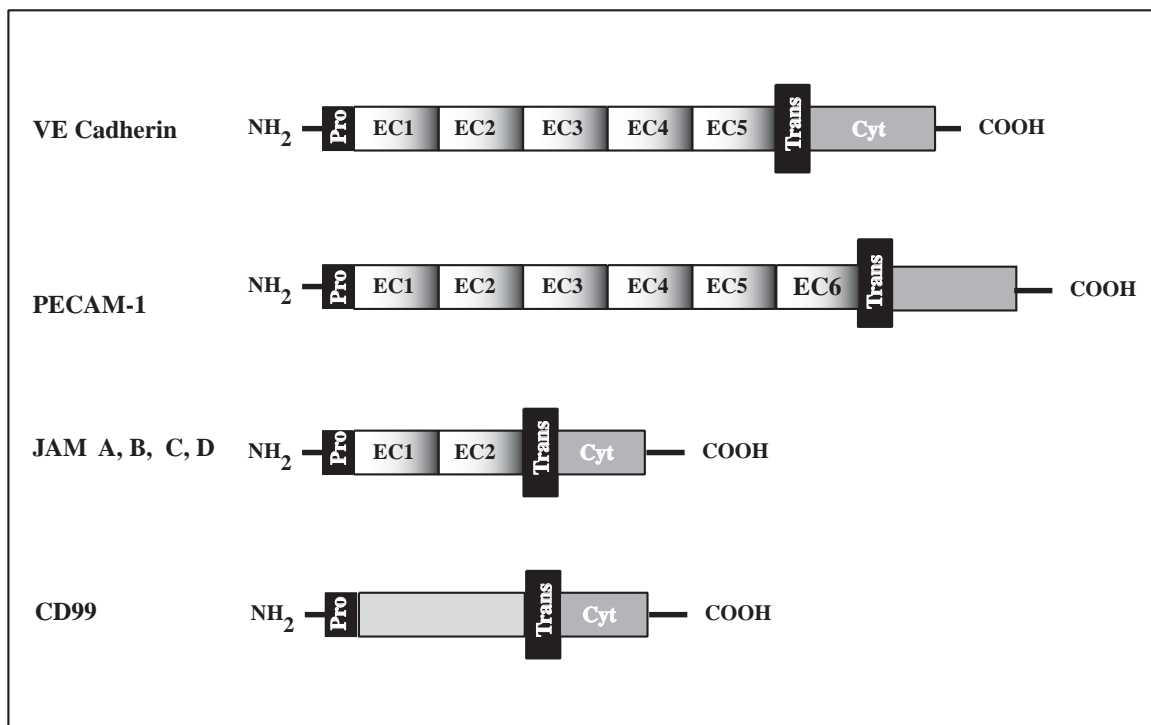 VE Cadherin NH2 Pro EC1 EC2 EC3 EC4 EC5 Trans Cyt COOH
PECAM-1 NH2 Pro EC1 EC2 EC3 EC4 EC5 EC6 Trans COOH
JAM A, B, C, D NH2 Pro EC1 EC2 Trans Cyt COOH
CD99 NH2 Pro Trans Cyt COOH